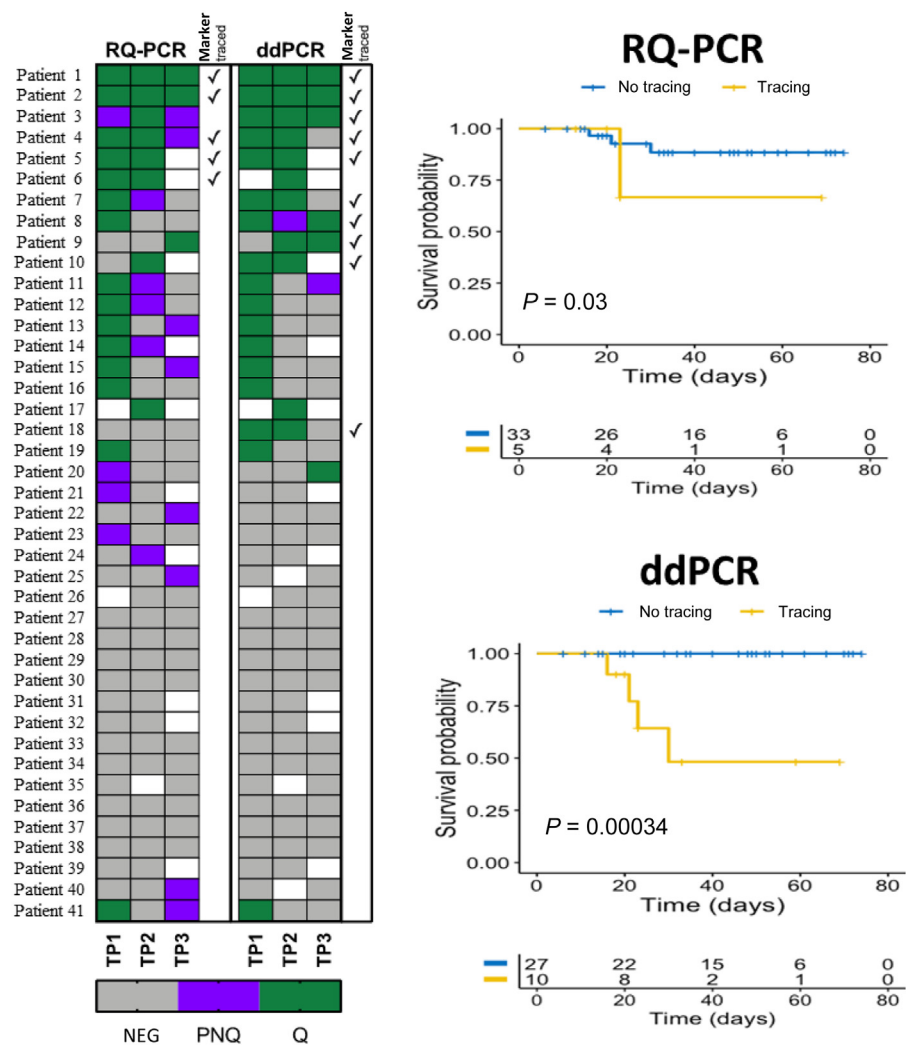 RQ-PCR
Marker
traced
ddPCR
Marker
traced
Patient 1 ✓ ✓
Patient 2 ✓ ✓
Patient 3 ✓
Patient 4 ✓ ✓
Patient 5 ✓ ✓
Patient 6 ✓
Patient 7 ✓
Patient 8 ✓
Patient 9 ✓
Patient 10 ✓
Patient 11
Patient 12
Patient 13
Patient 14
Patient 15
Patient 16
Patient 17
Patient 18 ✓
Patient 19
Patient 20
Patient 21
Patient 22
Patient 23
Patient 24
Patient 25
Patient 26
Patient 27
Patient 28
Patient 29
Patient 30
Patient 31
Patient 32
Patient 33
Patient 34
Patient 35
Patient 36
Patient 37
Patient 38
Patient 39
Patient 40
Patient 41
TP1 TP2 TP3 TP1 TP2 TP3
NEG PNQ Q
RQ-PCR
No tracing Tracing
Survival probability
1.00
0.75
0.50
0.25
0.00
P = 0.03
0 20 40 60 80
Time (days)
33 26 16 6 0
5 4 1 1 0
0 20 40 60 80
Time (days)
ddPCR
No tracing Tracing
Survival probability
1.00
0.75
0.50
0.25
0.00
P = 0.00034
0 20 40 60 80
Time (days)
27 22 15 6 0
10 8 2 1 0
0 20 40 60 80
Time (days)